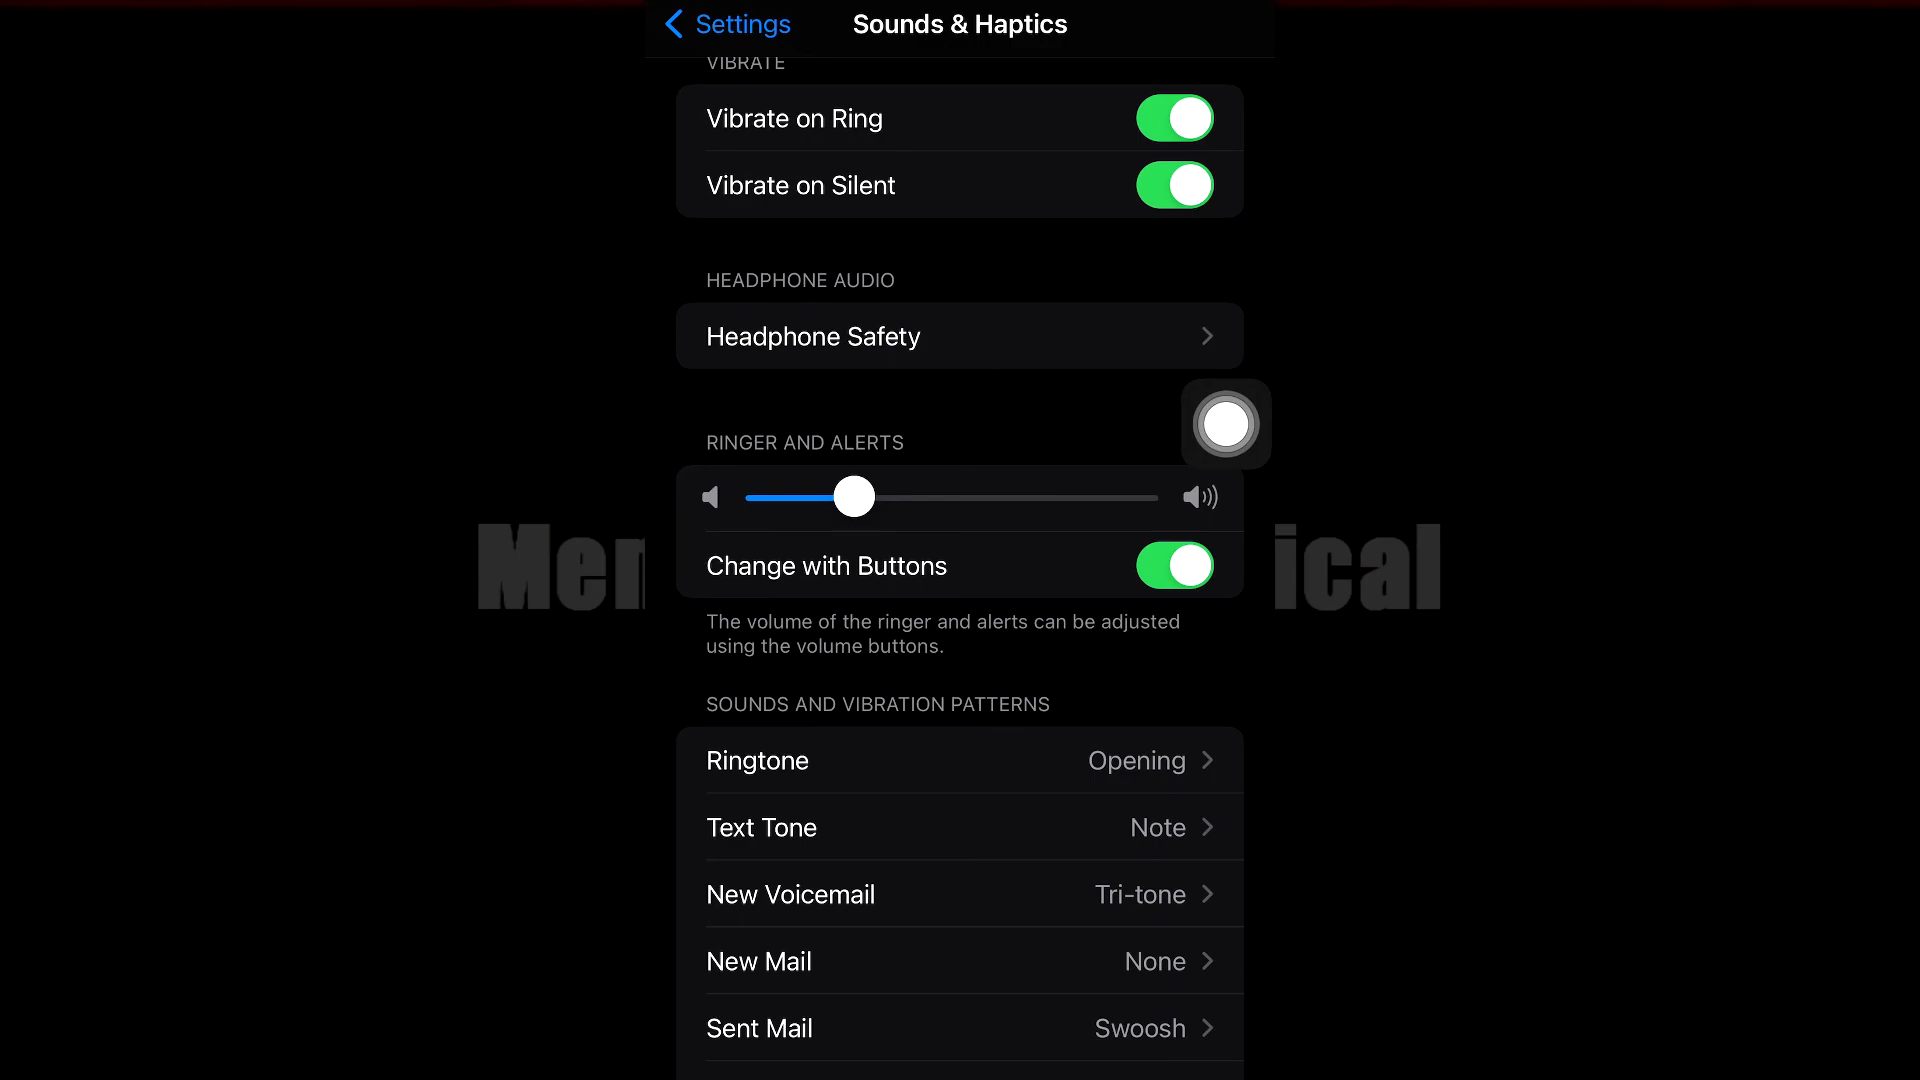 Settings
Sounds & Haptics
VIBRATE
Vibrate on Ring
Vibrate on Silent
HEADPHONE AUDIO
Headphone Safety
RINGER AND ALERTS
Change with Buttons
The volume of the ringer and alerts can be adjusted
using the volume buttons.
SOUNDS AND VIBRATION PATTERNS
Ringtone Opening
Text Tone Note
New Voicemail Tri-tone
New Mail None
Sent Mail Swoosh